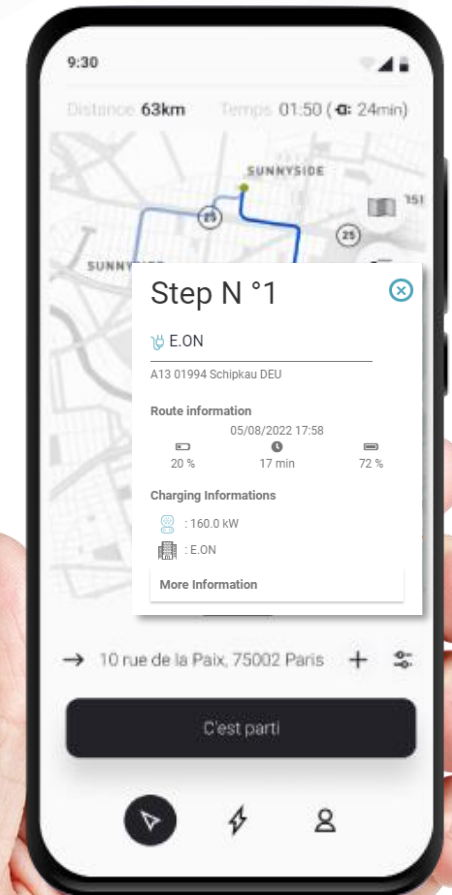 9:30
Distance 63km Temps 01:50 ( : 24min)
SUNNYSIDE
25
25
Step N °1
E.ON
A13 01994 Schipkau DEU
Route information
05/08/2022 17:58
20 % 17 min 72 %
Charging Informations
: 160.0 kW
: E.ON
More Information
10 rue de la Paix, 75002 Paris
C'est parti